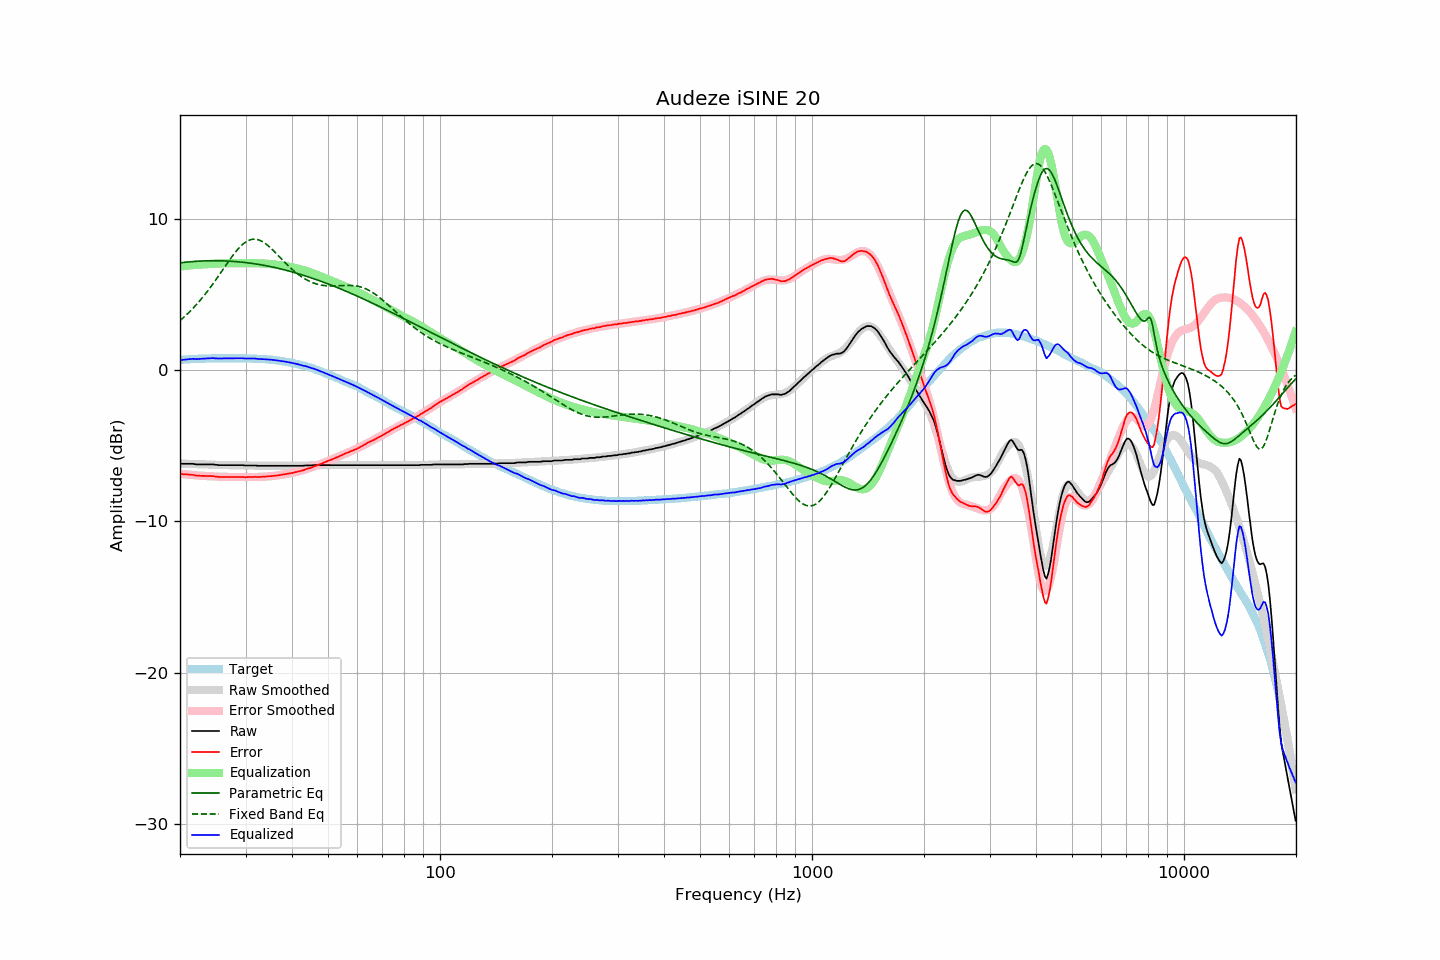 Audeze iSINE 20
Amplitude (dBr)
10
0
−10
−20
−30
Target
Raw Smoothed
Error Smoothed
Raw
Error
Equalization
Parametric Eq
Fixed Band Eq
Equalized
100
1000
10000
Frequency (Hz)